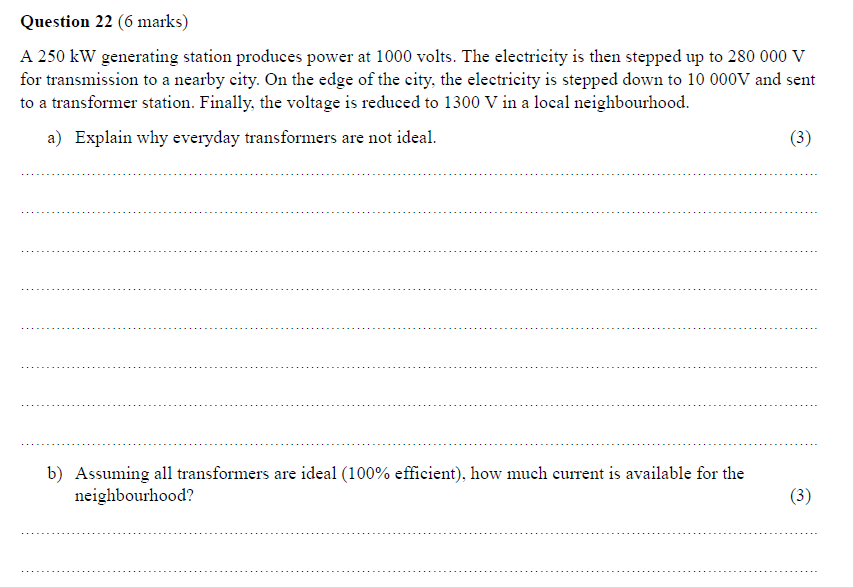 Question 22 (6 marks)
A 250 kW generating station produces power at 1000 volts. The electricity is then stepped up to 280 000 V
for transmission to a nearby city. On the edge of the city, the electricity is stepped down to 10 000V and sent
to a transformer station. Finally, the voltage is reduced to 1300 V in a local neighbourhood.
a) Explain why everyday transformers are not ideal. (3)
b) Assuming all transformers are ideal (100% efficient), how much current is available for the
neighbourhood? (3)